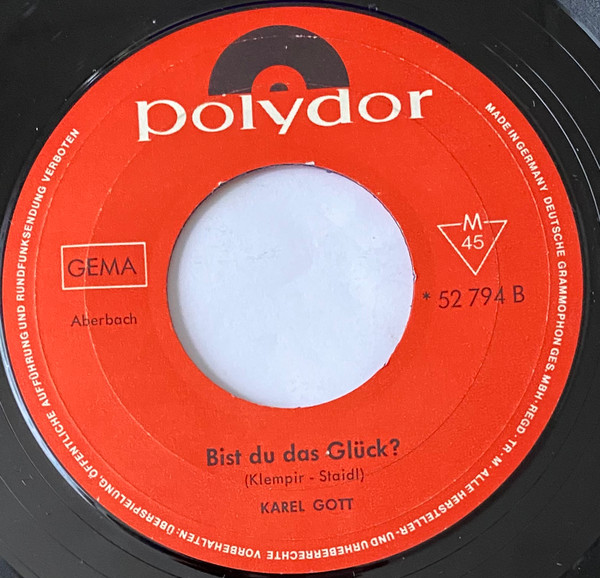 polydor
MADE IN GERMANY DEUTSCHE GRAMMOPHON GES. MBH · REGD-TR-M · ALLE HERSTELLER- UND URHEBERRECHTE VORBEHALTEN: ÜBERSPIELUNG, ÖFFENTLICHE AUFFÜHRUNG UND RUNDFUNKSENDUNG VERBOTEN
M
45
GEMA
* 52 794 B
Aberbach
Bist du das Glück?
(Klempir - Staidl)
KAREL GOTT